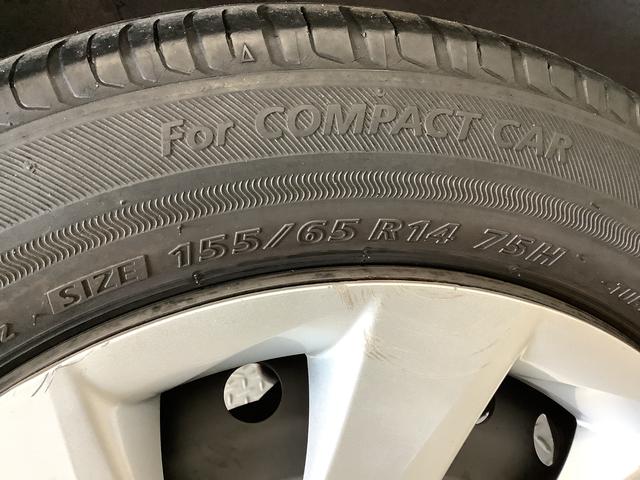 For COMPACT CAR
SIZE 155/65 R14 75H